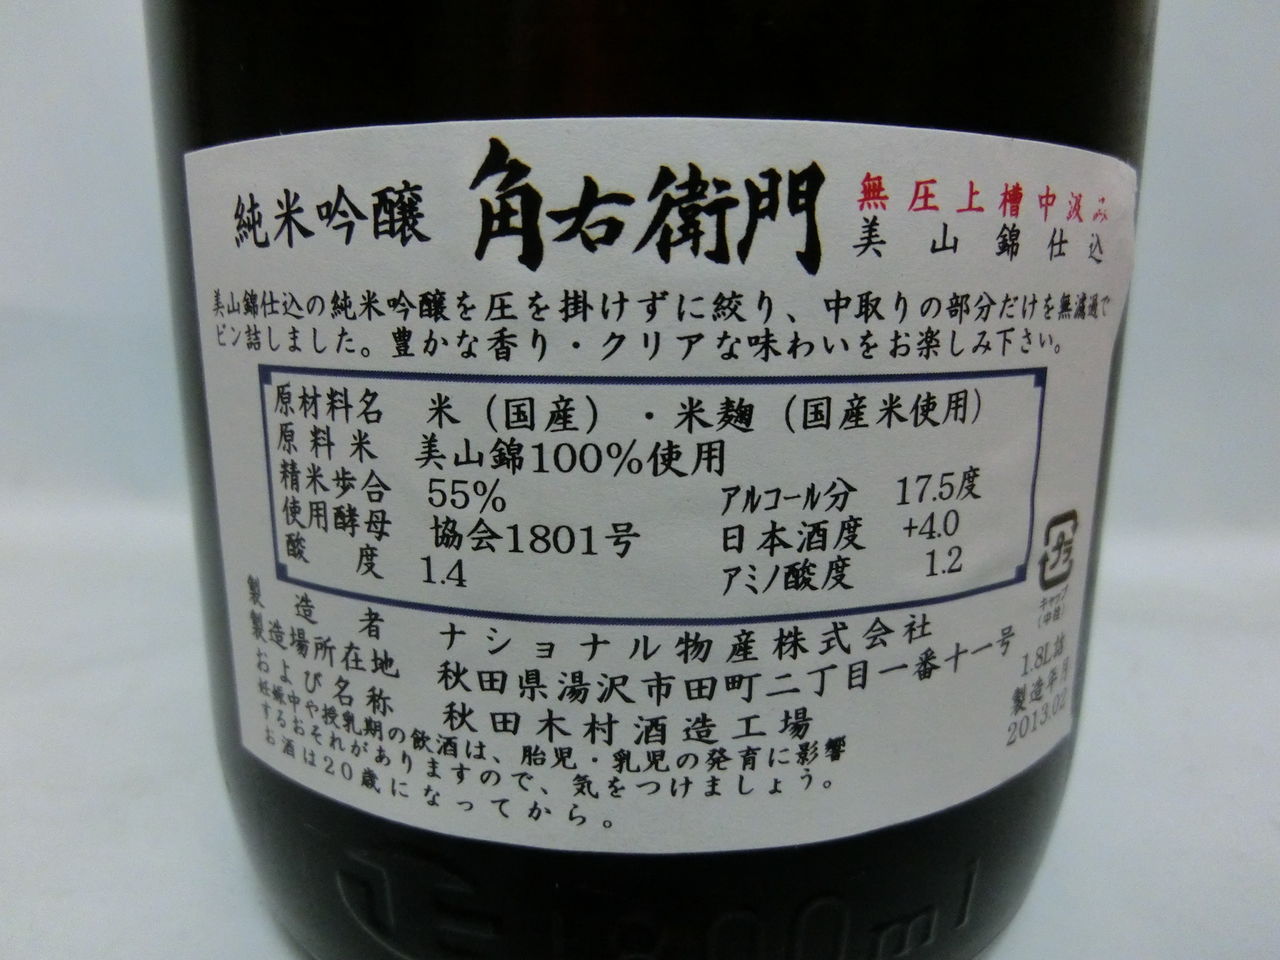 純米吟醸 角右衛門 無圧上槽中汲み
美山錦仕込
美山錦仕込の純米吟醸を圧を掛けずに絞り、中取りの部分だけを無濾過で
ビン詰しました。豊かな香り・クリアな味わいをお楽しみ下さい。
原材料名 米（国産）・米麹（国産米使用）
原料米 美山錦100%使用
精米歩合 55% アルコール分 17.5度
使用酵母 協会1801号 日本酒度 +4.0
酸度 1.4 アミノ酸度 1.2
製造者 ナショナル物産株式会社
製造場所在地 秋田県湯沢市田町二丁目一番十一号
および名称 秋田木村酒造工場
妊娠中や授乳期の飲酒は、胎児・乳児の発育に影響
するおそれがありますので、気をつけましょう。
お酒は20歳になってから。
プラ
キャップ
(中栓)
1.8L詰
製造年月
2013.02
1800ml